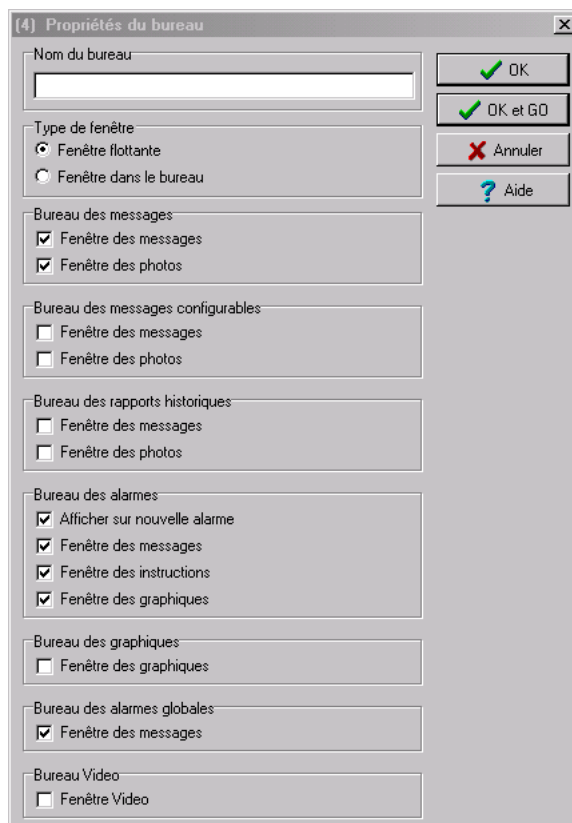 (4) Propriétés du bureau
Nom du bureau
OK
OK et GO
Annuler
Aide
Type de fenêtre
Fenêtre flottante
Fenêtre dans le bureau
Bureau des messages
Fenêtre des messages
Fenêtre des photos
Bureau des messages configurables
Fenêtre des messages
Fenêtre des photos
Bureau des rapports historiques
Fenêtre des messages
Fenêtre des photos
Bureau des alarmes
Afficher sur nouvelle alarme
Fenêtre des messages
Fenêtre des instructions
Fenêtre des graphiques
Bureau des graphiques
Fenêtre des graphiques
Bureau des alarmes globales
Fenêtre des messages
Bureau Video
Fenêtre Video